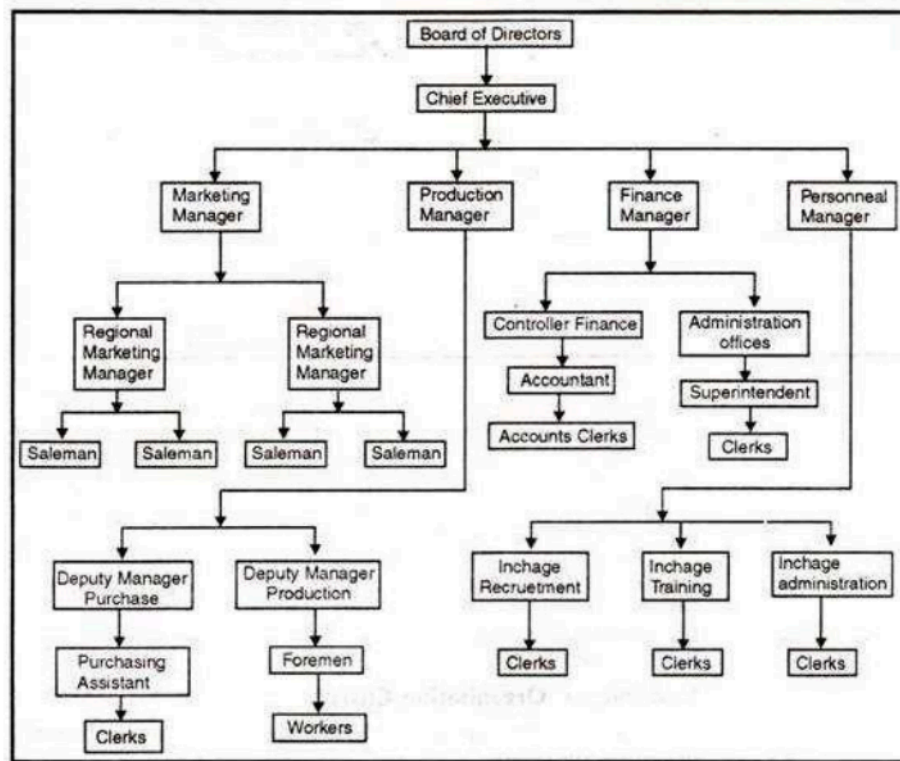 Board of Directors
Chief Executive
Marketing
Manager
Production
Manager
Finance
Manager
Personneal
Manager
Regional
Marketing
Manager
Regional
Marketing
Manager
Controller Finance
Administration
offices
Accountant
Superintendent
Saleman
Saleman
Saleman
Saleman
Accounts Clerks
Clerks
Deputy Manager
Purchase
Deputy Manager
Production
Inchage
Recruetment
Inchage
Training
Inchage
administration
Purchasing
Assistant
Foremen
Clerks
Clerks
Clerks
Clerks
Workers